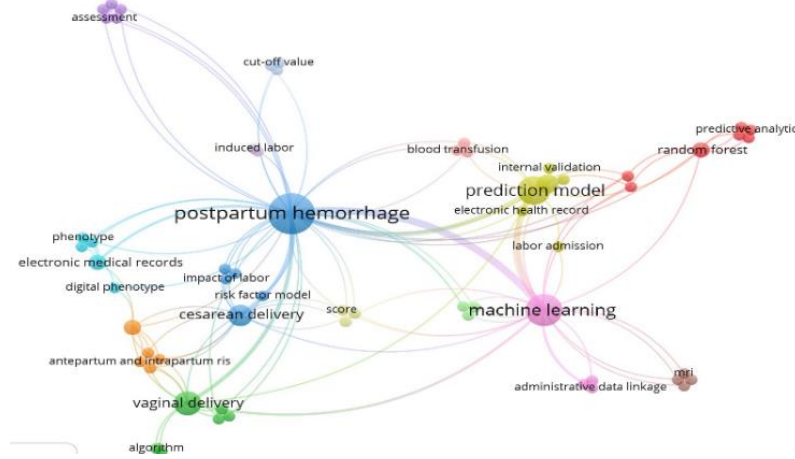 assessment
cut-off value
predictive analytic
induced labor
blood transfusion
random forest
internal validation
prediction model
postpartum hemorrhage
electronic health record
phenotype
labor admission
electronic medical records
impact of labor
digital phenotype
risk factor model
cesarean delivery
score
machine learning
antepartum and intrapartum ris
mri
administrative data linkage
vaginal delivery
algorithm